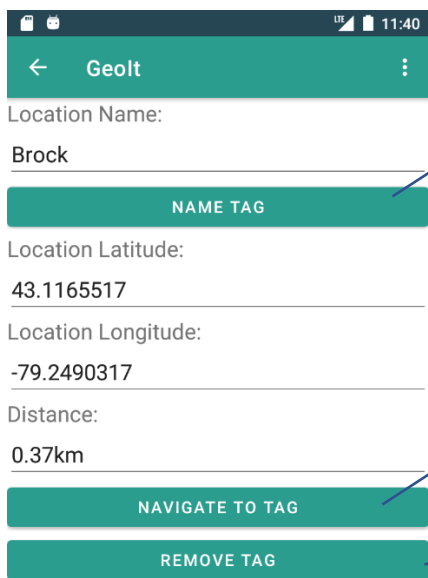 LTE 11:40
GeoIt
Location Name:
Brock
NAME TAG
Location Latitude:
43.1165517
Location Longitude:
-79.2490317
Distance:
0.37km
NAVIGATE TO TAG
REMOVE TAG